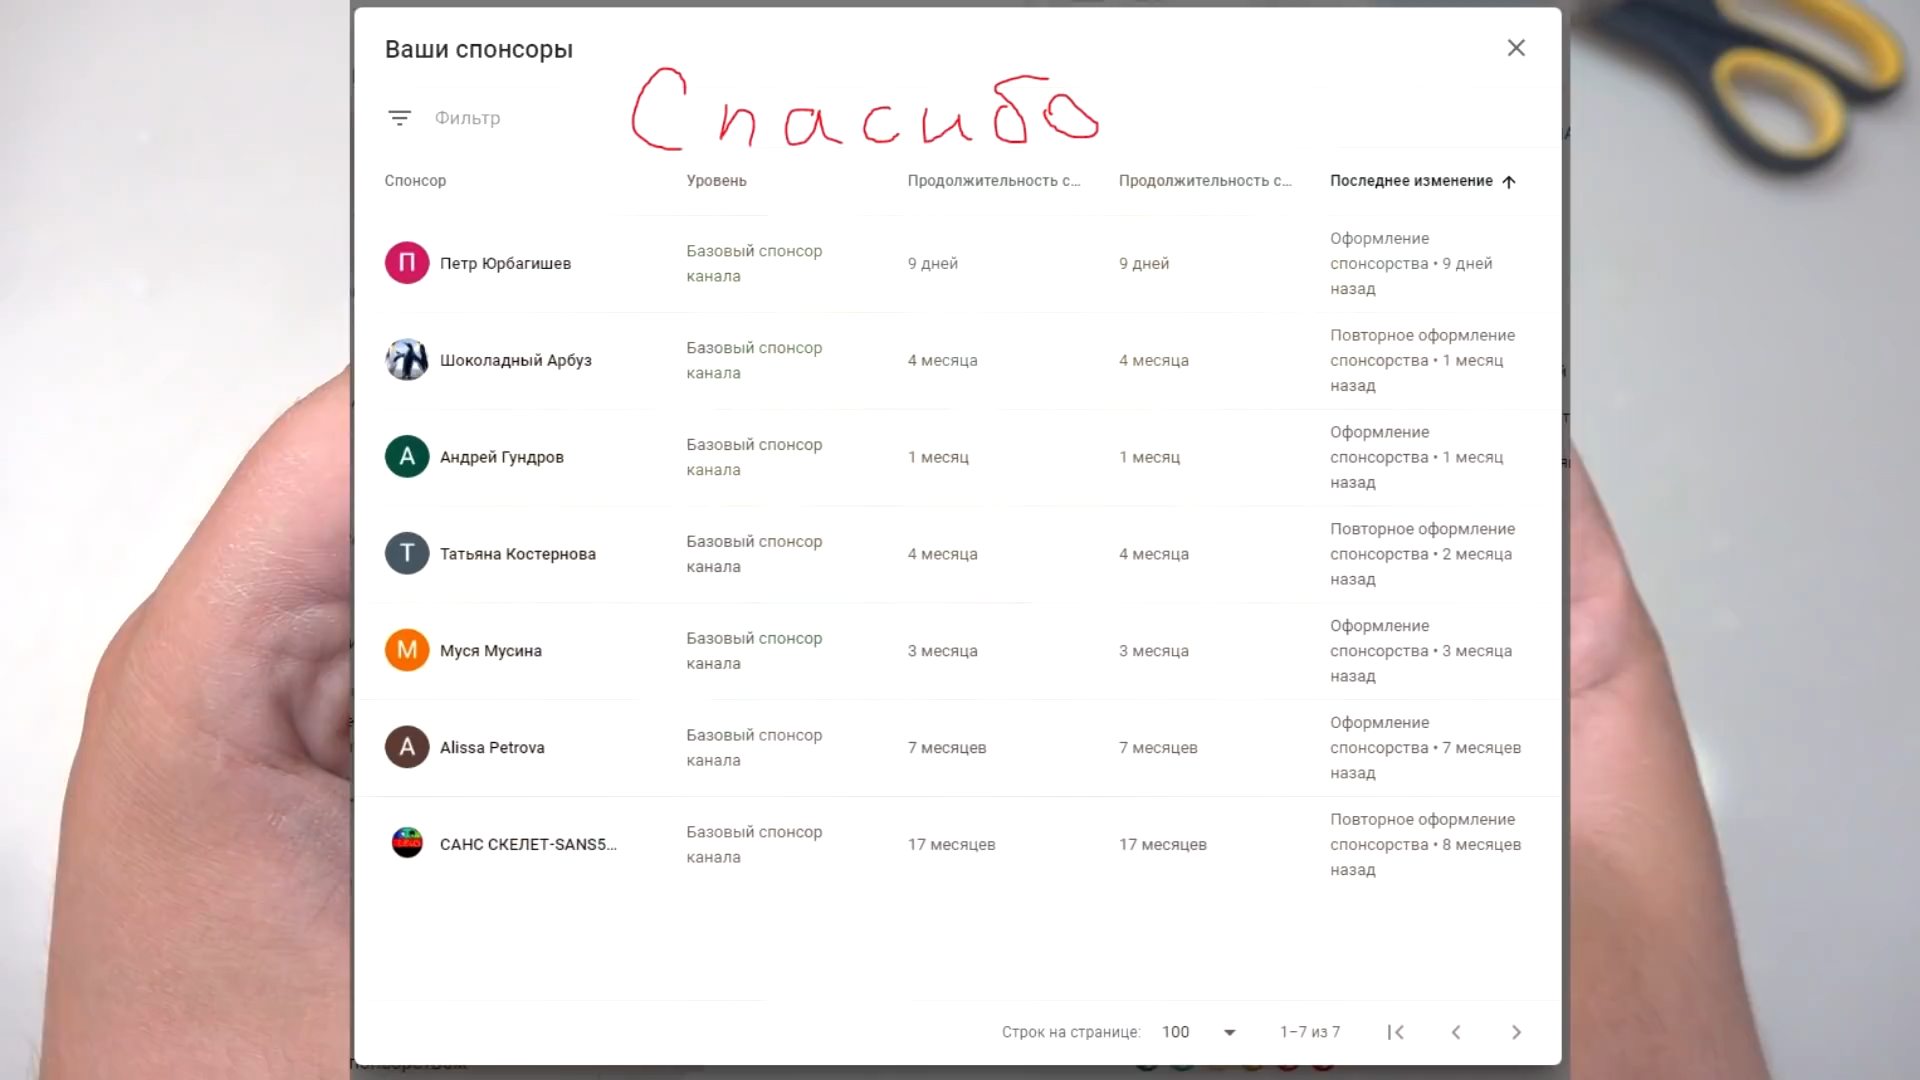 Ваши спонсоры
Спасибо
Фильтр
Спонсор Уровень Продолжительность с... Продолжительность с... Последнее изменение
П Петр Юрбагишев Базовый спонсор канала 9 дней 9 дней Оформление спонсорства • 9 дней назад
Шоколадный Арбуз Базовый спонсор канала 4 месяца 4 месяца Повторное оформление спонсорства • 1 месяц назад
А Андрей Гундров Базовый спонсор канала 1 месяц 1 месяц Оформление спонсорства • 1 месяц назад
Т Татьяна Костернова Базовый спонсор канала 4 месяца 4 месяца Повторное оформление спонсорства • 2 месяца назад
М Муся Мусина Базовый спонсор канала 3 месяца 3 месяца Оформление спонсорства • 3 месяца назад
A Alissa Petrova Базовый спонсор канала 7 месяцев 7 месяцев Оформление спонсорства • 7 месяцев назад
САНС СКЕЛЕТ-SANS5... Базовый спонсор канала 17 месяцев 17 месяцев Повторное оформление спонсорства • 8 месяцев назад
Строк на странице: 100 1–7 из 7